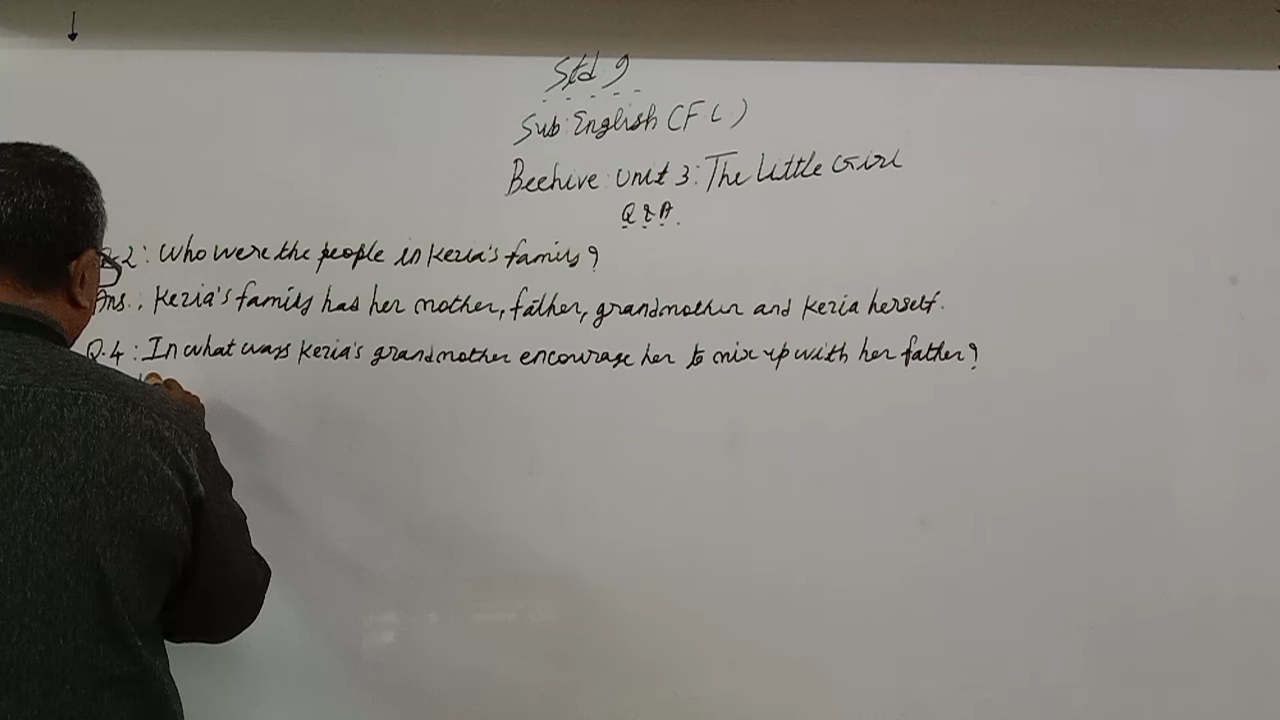 Std 9
Sub: English (FL)
Beehive: Unit 3: The Little Girl
Q & A.
2: Who were the people in Kezia's family?
Ans.: Kezia's family has her mother, father, grandmother and Kezia herself.
Q.4: In what ways Kezia's grandmother encourage her to mix up with her father?